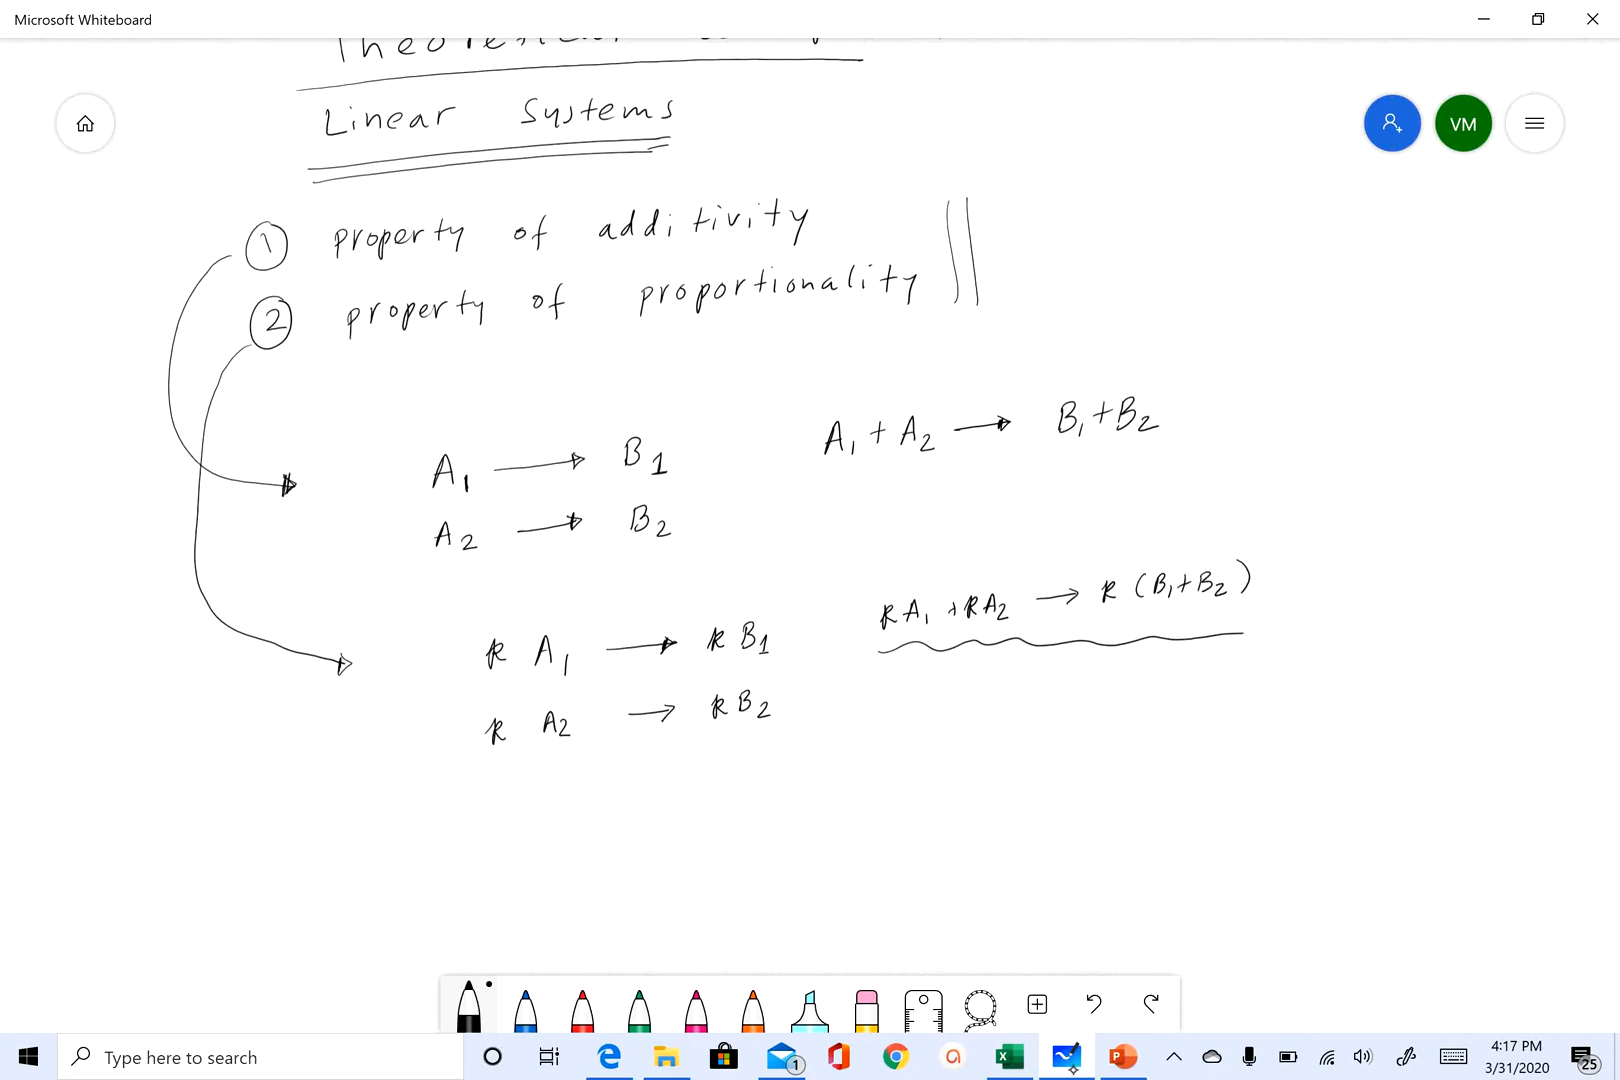 Microsoft Whiteboard
Linear Systems
VM
1 property of additivity
2 property of proportionality
A1 → B1
A1 + A2 → B1 + B2
A2 → B2
k A1 → k B1
kA1 + kA2 → k (B1 + B2)
k A2 → k B2
Type here to search
1
4:17 PM
3/31/2020
25